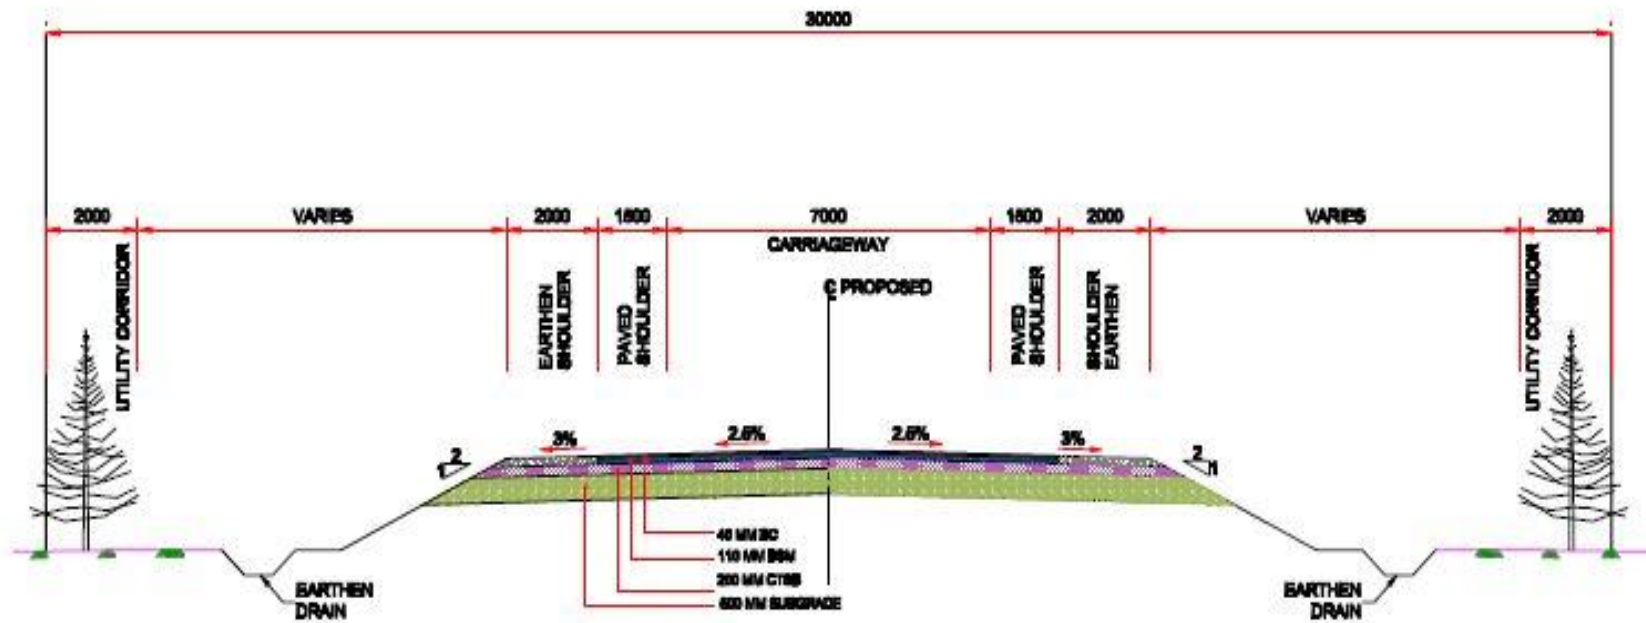 30000
2000 VARIES 2000 1500 7000 1500 2000 VARIES 2000
CARRIAGEWAY
UTILITY CORRIDOR
EARTHEN
SHOULDER
PAVED
SHOULDER
℄ PROPOSED
PAVED
SHOULDER
SHOULDER
EARTHEN
UTILITY CORRIDOR
2
1
3% 2.5% 2.5% 3%
2
1
40 MM BC
110 MM BSM
200 MM CTSB
500 MM SUBGRADE
EARTHEN
DRAIN
EARTHEN
DRAIN